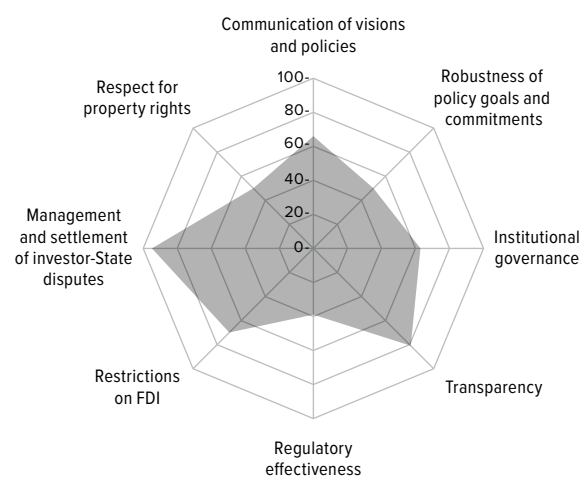 Communication of visions
and policies
Robustness of
policy goals and
commitments
Institutional
governance
Transparency
Regulatory
effectiveness
Restrictions
on FDI
Management
and settlement
of investor-State
disputes
Respect for
property rights
100-
80-
60-
40-
20-
0-